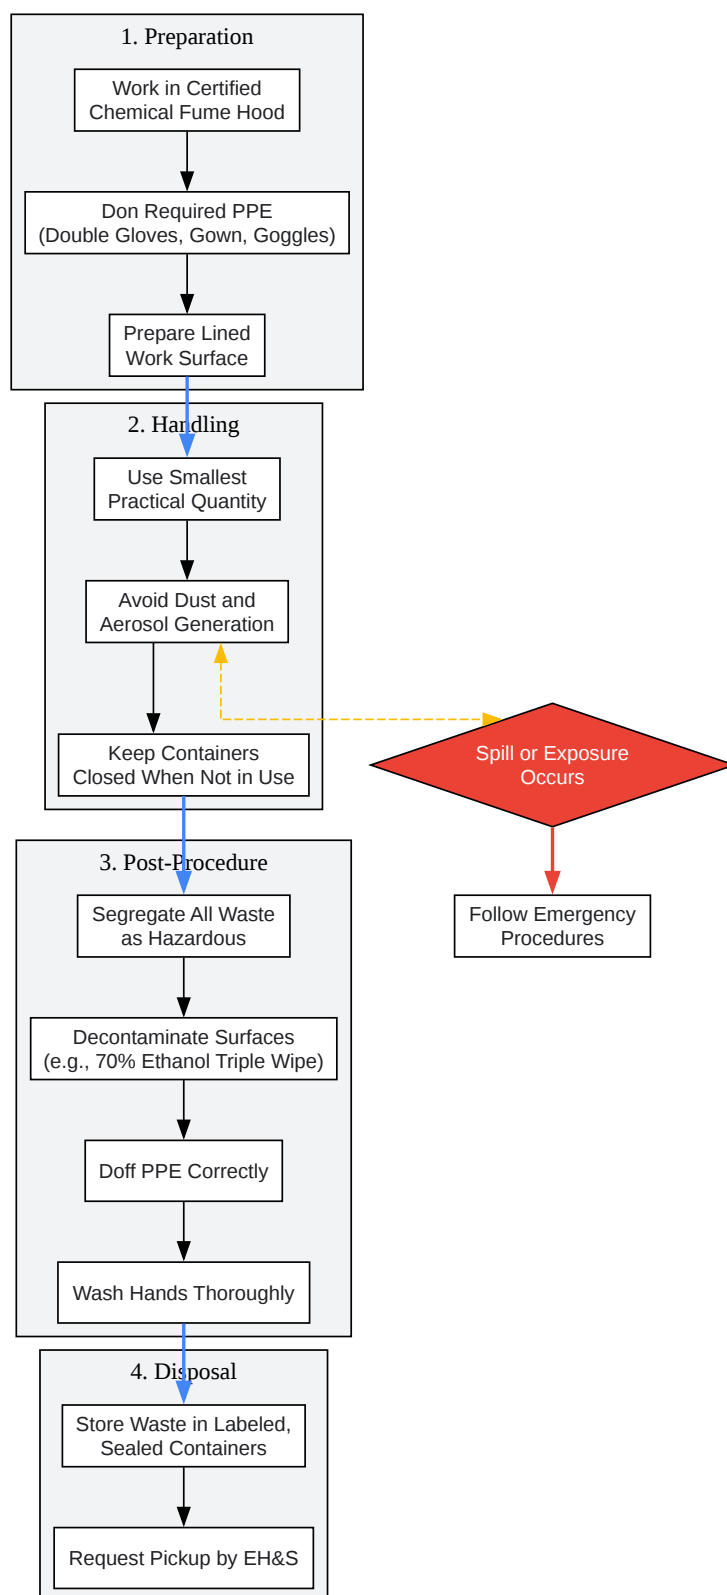 1. Preparation
Work in Certified
Chemical Fume Hood
Don Required PPE
(Double Gloves, Gown, Goggles)
Prepare Lined
Work Surface
2. Handling
Use Smallest
Practical Quantity
Avoid Dust and
Aerosol Generation
Keep Containers
Closed When Not in Use
Spill or Exposure
Occurs
3. Post-Procedure
Segregate All Waste
as Hazardous
Follow Emergency
Procedures
Decontaminate Surfaces
(e.g., 70% Ethanol Triple Wipe)
Doff PPE Correctly
Wash Hands Thoroughly
4. Disposal
Store Waste in Labeled,
Sealed Containers
Request Pickup by EH&S